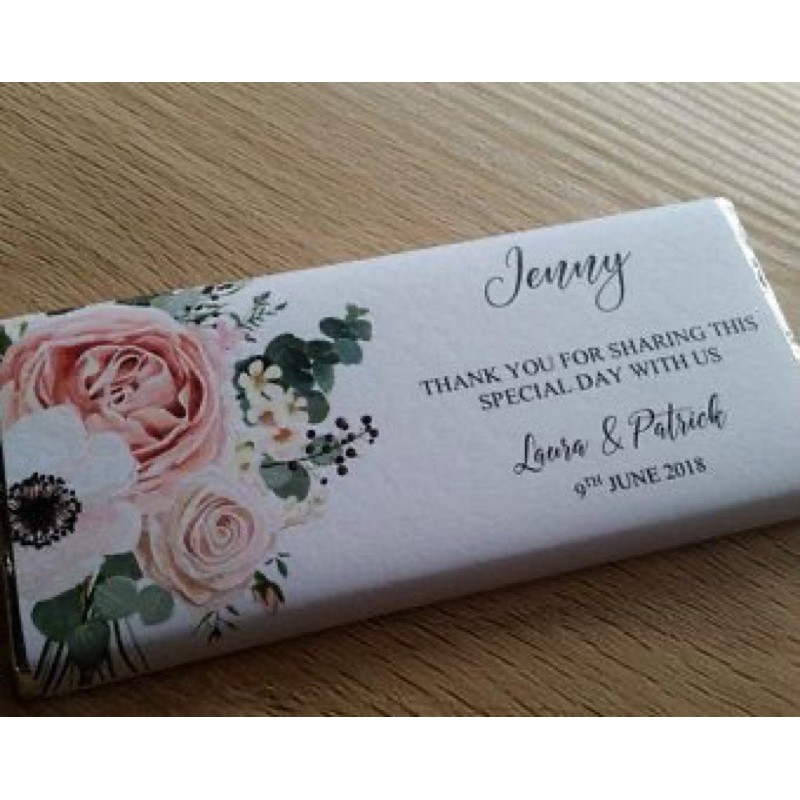 Jenny
THANK YOU FOR SHARING THIS
SPECIAL DAY WITH US
Laura & Patrick
9TH JUNE 2018